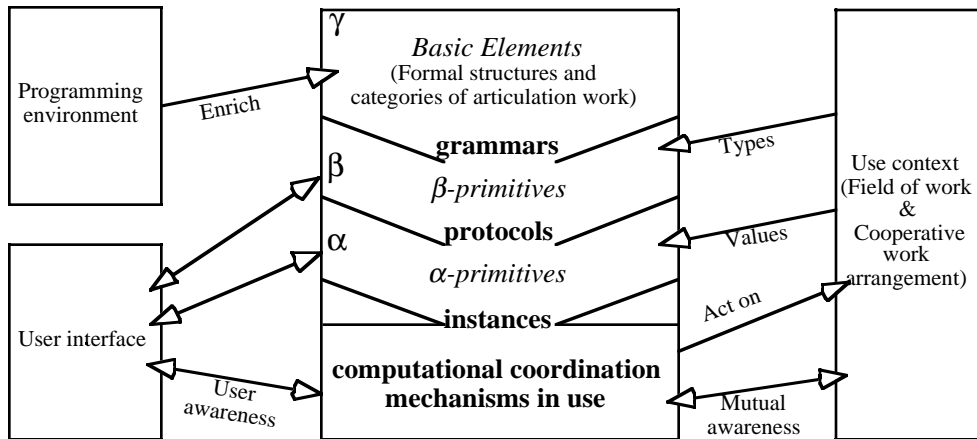 Programming
environment
Enrich
User interface
User
awareness
γ
Basic Elements
(Formal structures and
categories of articulation work)
grammars
β
β-primitives
protocols
α
α-primitives
instances
computational coordination
mechanisms in use
Types
Values
Act on
Mutual
awareness
Use context
(Field of work
&
Cooperative
work
arrangement)